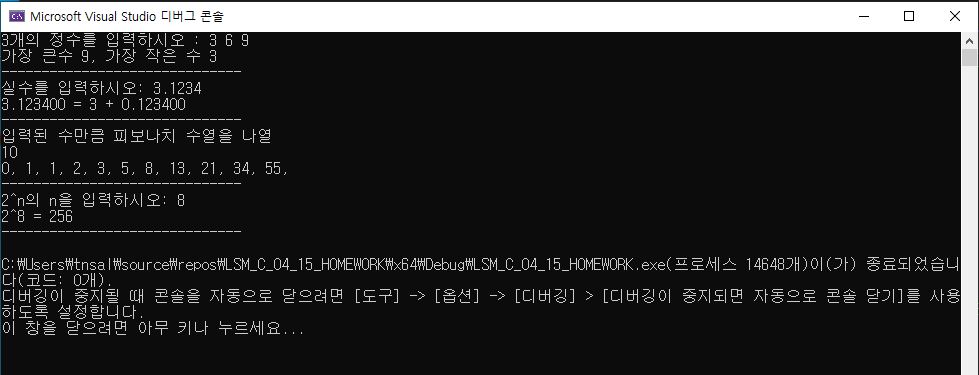 Microsoft Visual Studio 디버그 콘솔
3개의 정수를 입력하시오 : 3 6 9
가장 큰수 9, 가장 작은 수 3
------------------------------
실수를 입력하시오: 3.1234
3.123400 = 3 + 0.123400
------------------------------
입력된 수만큼 피보나치 수열을 나열
10
0, 1, 1, 2, 3, 5, 8, 13, 21, 34, 55,
------------------------------
2^n의 n을 입력하시오: 8
2^8 = 256
------------------------------
C:\Users\tnsal\source\repos\LSM_C_04_15_HOMEWORK\x64\Debug\LSM_C_04_15_HOMEWORK.exe(프로세스 14648개)이(가) 종료되었습니
다(코드: 0개).
디버깅이 중지될 때 콘솔을 자동으로 닫으려면 [도구] -> [옵션] -> [디버깅] > [디버깅이 중지되면 자동으로 콘솔 닫기]를 사용
하도록 설정합니다.
이 창을 닫으려면 아무 키나 누르세요...